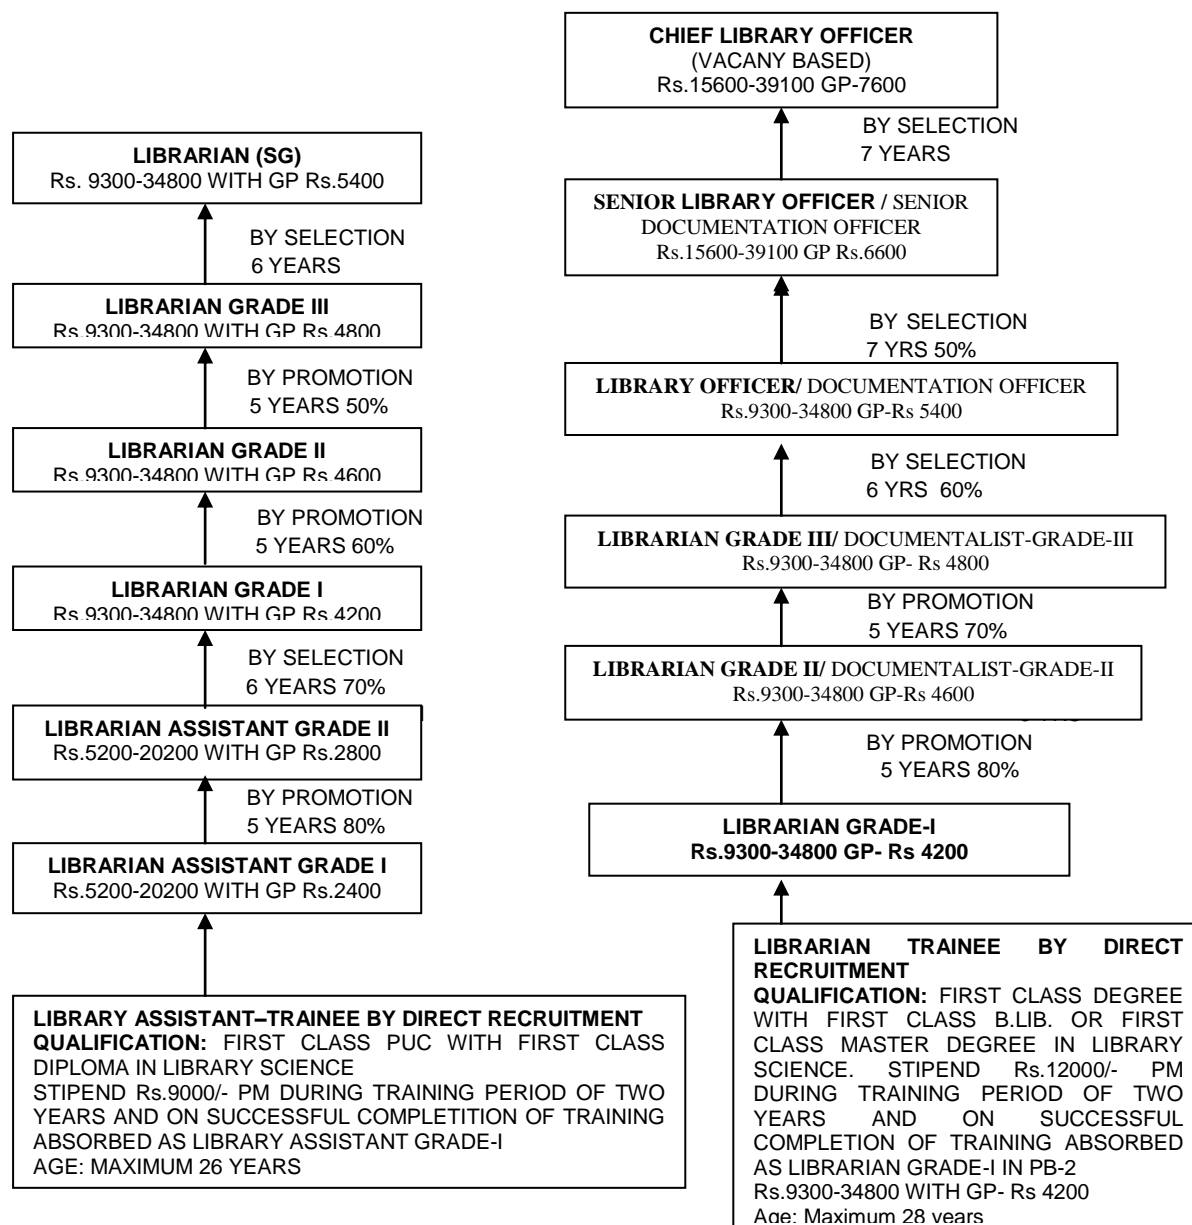 CHIEF LIBRARY OFFICER
(VACANY BASED)
Rs.15600-39100 GP-7600
BY SELECTION
7 YEARS
SENIOR LIBRARY OFFICER / SENIOR
DOCUMENTATION OFFICER
Rs.15600-39100 GP Rs.6600
BY SELECTION
7 YRS 50%
LIBRARY OFFICER/ DOCUMENTATION OFFICER
Rs.9300-34800 GP-Rs 5400
BY SELECTION
6 YRS 60%
LIBRARIAN GRADE III/ DOCUMENTALIST-GRADE-III
Rs.9300-34800 GP- Rs 4800
BY PROMOTION
5 YEARS 70%
LIBRARIAN GRADE II/ DOCUMENTALIST-GRADE-II
Rs.9300-34800 GP-Rs 4600
BY PROMOTION
5 YEARS 80%
LIBRARIAN GRADE-I
Rs.9300-34800 GP- Rs 4200
LIBRARIAN TRAINEE BY DIRECT
RECRUITMENT
QUALIFICATION: FIRST CLASS DEGREE
WITH FIRST CLASS B.LIB. OR FIRST
CLASS MASTER DEGREE IN LIBRARY
SCIENCE. STIPEND Rs.12000/- PM
DURING TRAINING PERIOD OF TWO
YEARS AND ON SUCCESSFUL
COMPLETION OF TRAINING ABSORBED
AS LIBRARIAN GRADE-I IN PB-2
Rs.9300-34800 WITH GP- Rs 4200
Age: Maximum 28 years
LIBRARIAN (SG)
Rs. 9300-34800 WITH GP Rs.5400
BY SELECTION
6 YEARS
LIBRARIAN GRADE III
Rs.9300-34800 WITH GP Rs.4800
BY PROMOTION
5 YEARS 50%
LIBRARIAN GRADE II
Rs.9300-34800 WITH GP Rs.4600
BY PROMOTION
5 YEARS 60%
LIBRARIAN GRADE I
Rs.9300-34800 WITH GP Rs.4200
BY SELECTION
6 YEARS 70%
LIBRARIAN ASSISTANT GRADE II
Rs.5200-20200 WITH GP Rs.2800
BY PROMOTION
5 YEARS 80%
LIBRARIAN ASSISTANT GRADE I
Rs.5200-20200 WITH GP Rs.2400
LIBRARY ASSISTANT–TRAINEE BY DIRECT RECRUITMENT
QUALIFICATION: FIRST CLASS PUC WITH FIRST CLASS
DIPLOMA IN LIBRARY SCIENCE
STIPEND Rs.9000/- PM DURING TRAINING PERIOD OF TWO
YEARS AND ON SUCCESSFUL COMPLETITION OF TRAINING
ABSORBED AS LIBRARY ASSISTANT GRADE-I
AGE: MAXIMUM 26 YEARS